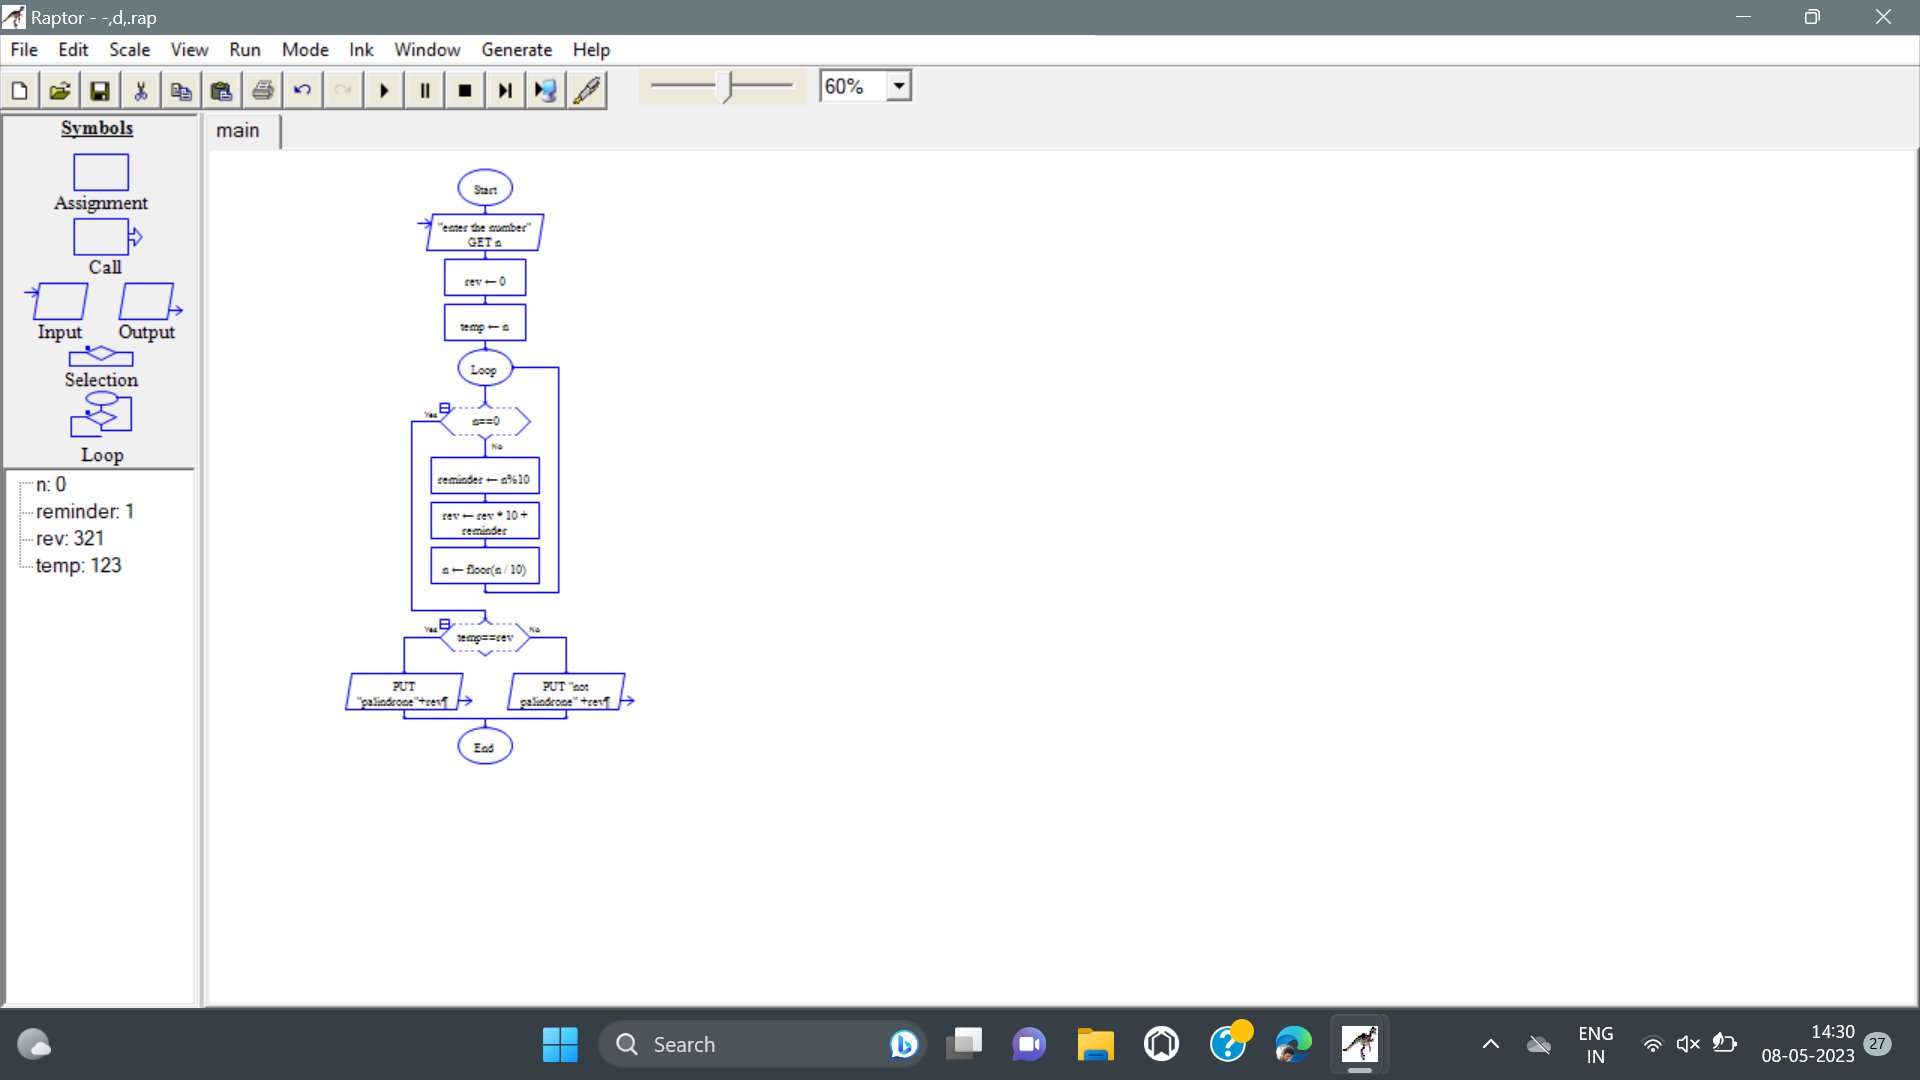 Raptor - -,d,.rap
File Edit Scale View Run Mode Ink Window Generate Help
60%
Symbols
main
Assignment
Call
Input Output
Selection
Loop
n: 0
reminder: 1
rev: 321
temp: 123
Start
"enter the number"
GET n
rev ← 0
temp ← n
Loop
Yes
n==0
No
reminder ← n%10
rev ← rev * 10 +
reminder
n ← floor(n / 10)
Yes temp==rev No
PUT
"palindrone"+rev¶
PUT "not
palindrone" +rev¶
End
Search
ENG
IN
14:30
08-05-2023
27